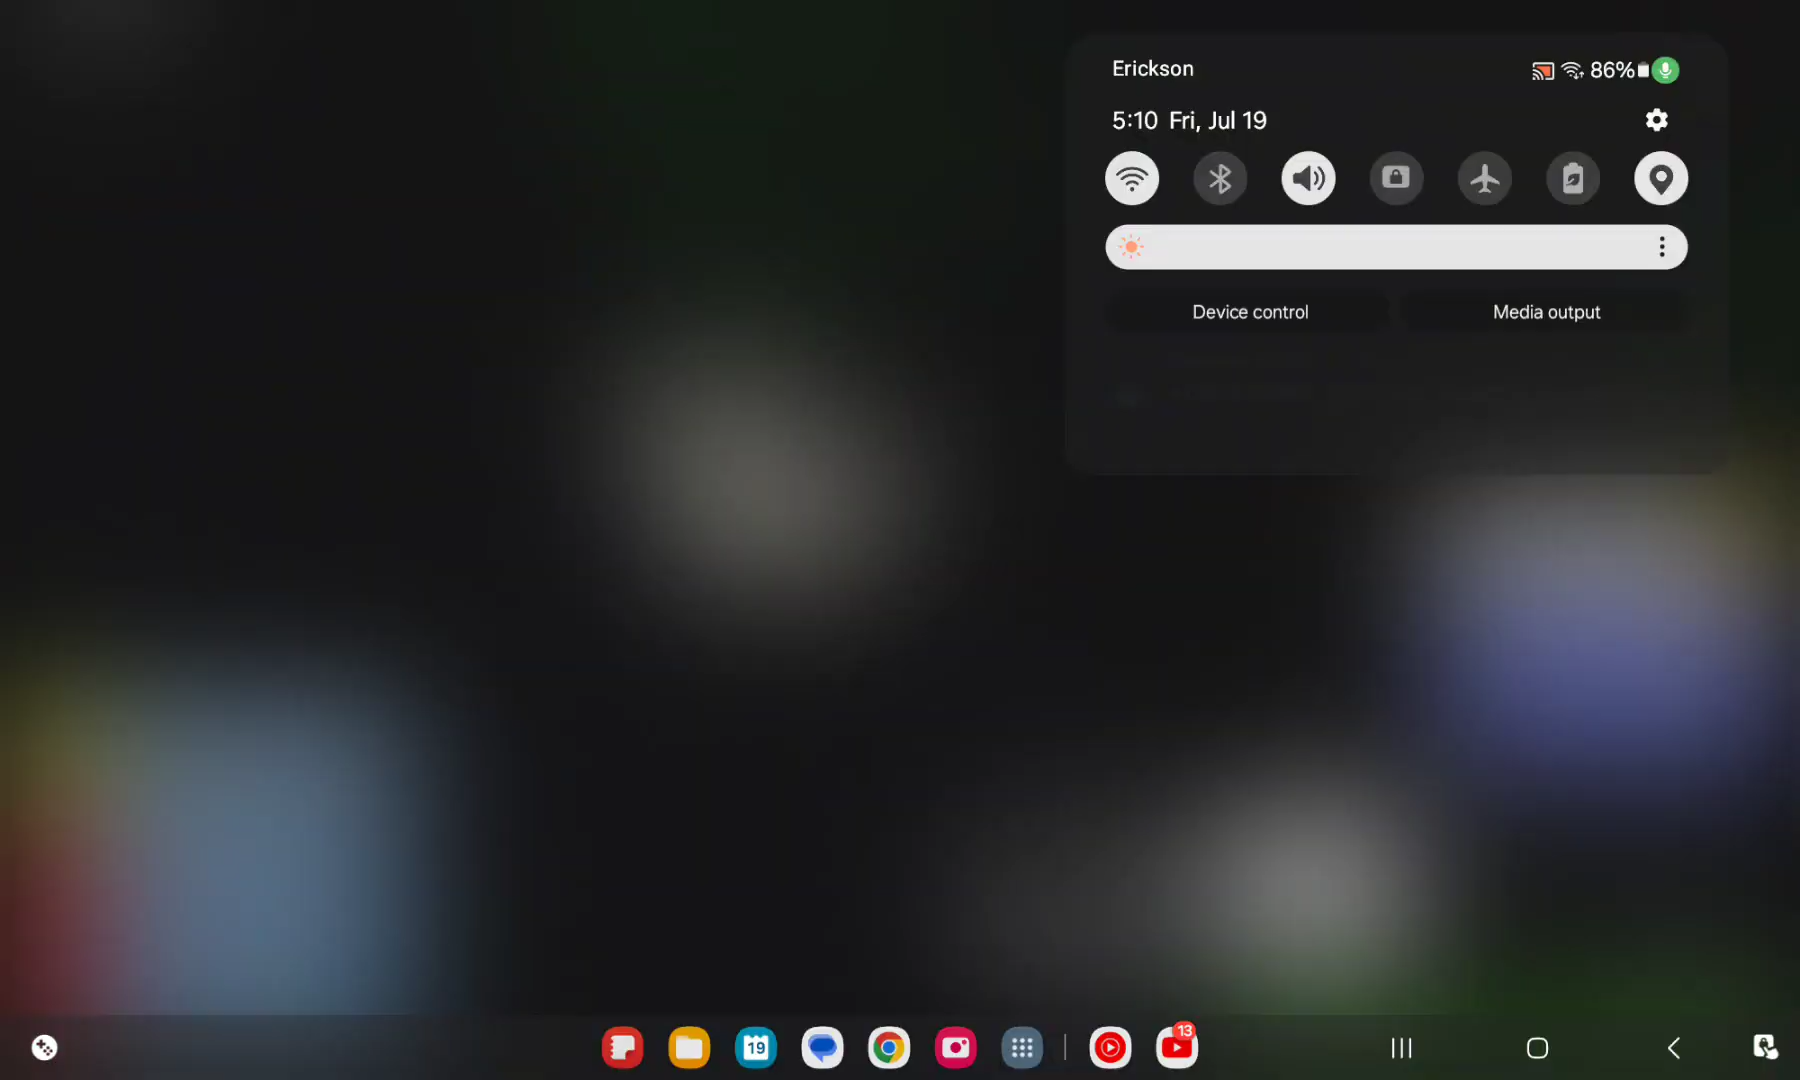 Erickson
86%
5:10 Fri, Jul 19
Device control
Media output
19
13